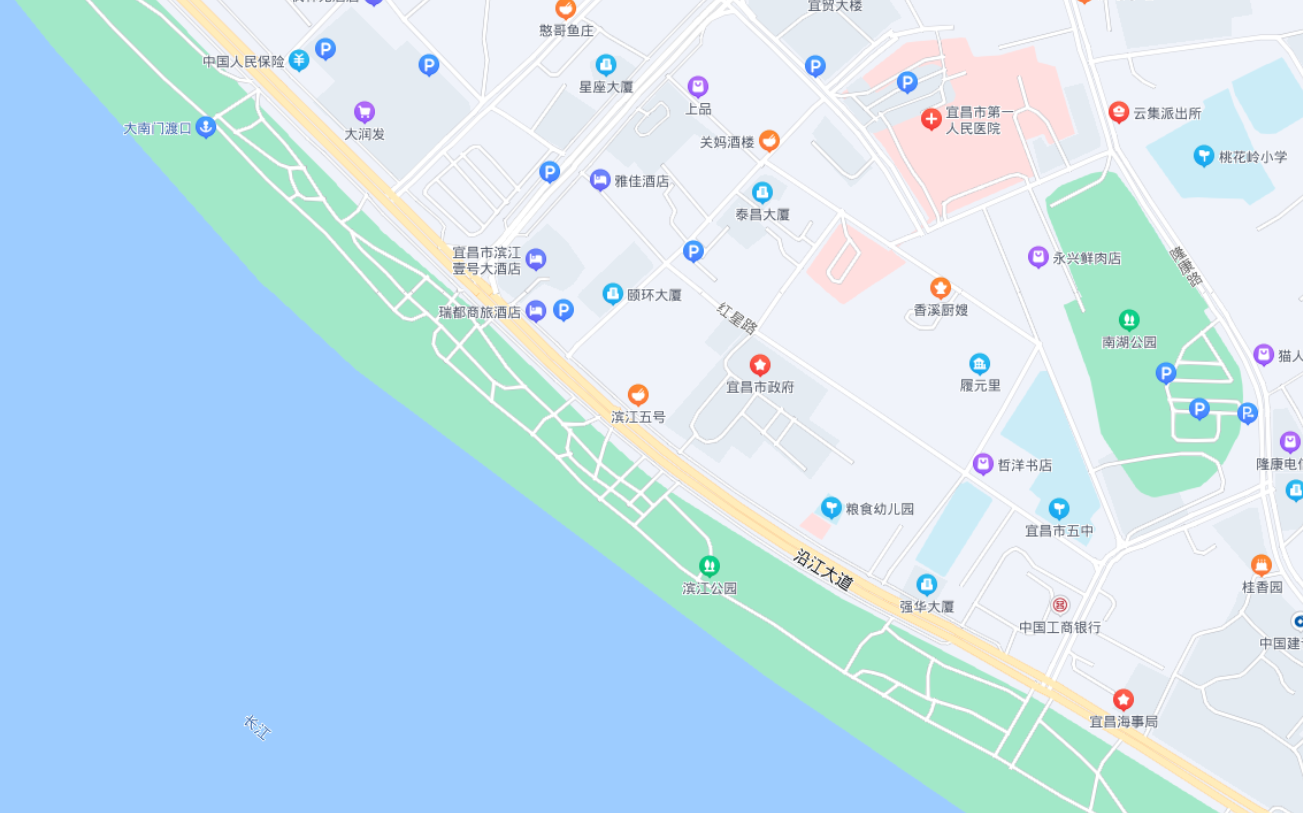 宜贸大楼
憨哥鱼庄
中国人民保险
星座大厦
上品
大润发
大南门渡口
关妈酒楼
宜昌市第一
人民医院
云集派出所
桃花岭小学
雅佳酒店
泰昌大厦
宜昌市滨江
壹号大酒店
永兴鲜肉店
隆康路
颐环大厦
瑞都商旅酒店
红星路
香溪厨嫂
南湖公园
猫人
宜昌市政府
履元里
滨江五号
哲洋书店
隆康电信
粮食幼儿园
宜昌市五中
沿江大道
滨江公园
强华大厦
桂香园
中国工商银行
中国建
长江
宜昌海事局
P
P
P
P
P
P
P
P
P
P